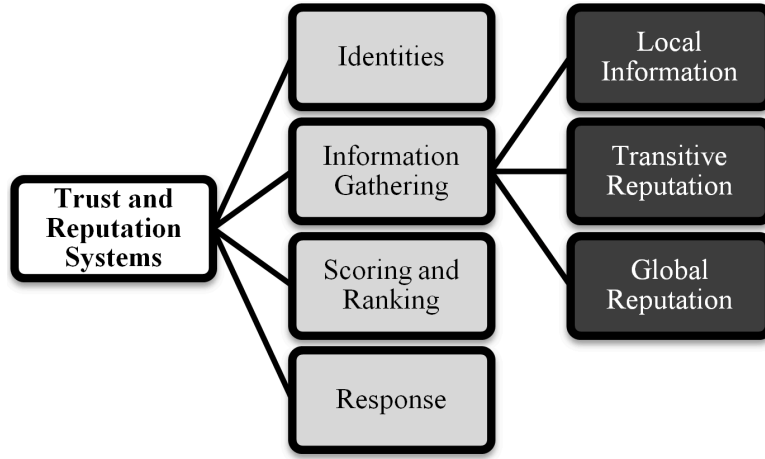 Trust and
Reputation
Systems
Identities
Information
Gathering
Scoring and
Ranking
Response
Local
Information
Transitive
Reputation
Global
Reputation